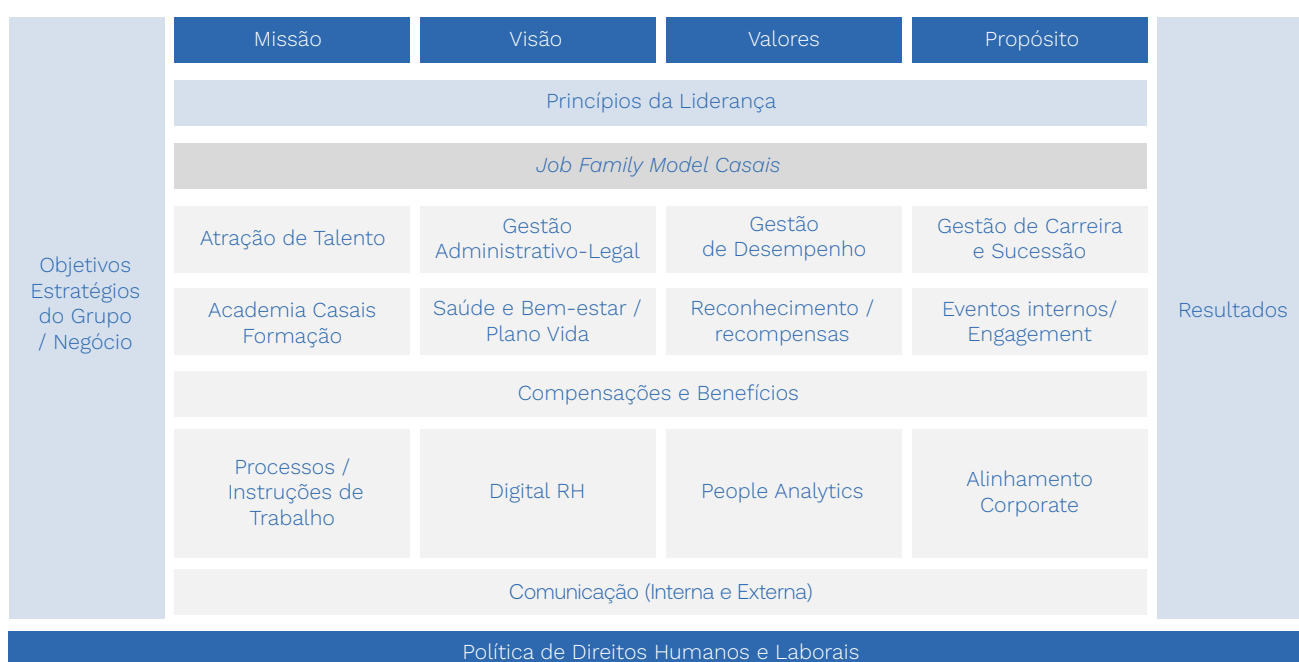 Missão
Visão
Valores
Propósito
Princípios da Liderança
Job Family Model Casais
Objetivos
Estratégios
do Grupo
/ Negócio
Atração de Talento
Gestão
Administrativo-Legal
Gestão
de Desempenho
Gestão de Carreira
e Sucessão
Academia Casais
Formação
Saúde e Bem-estar /
Plano Vida
Reconhecimento /
recompensas
Eventos internos/
Engagement
Resultados
Compensações e Benefícios
Processos /
Instruções de
Trabalho
Digital RH
People Analytics
Alinhamento
Corporate
Comunicação (Interna e Externa)
Política de Direitos Humanos e Laborais